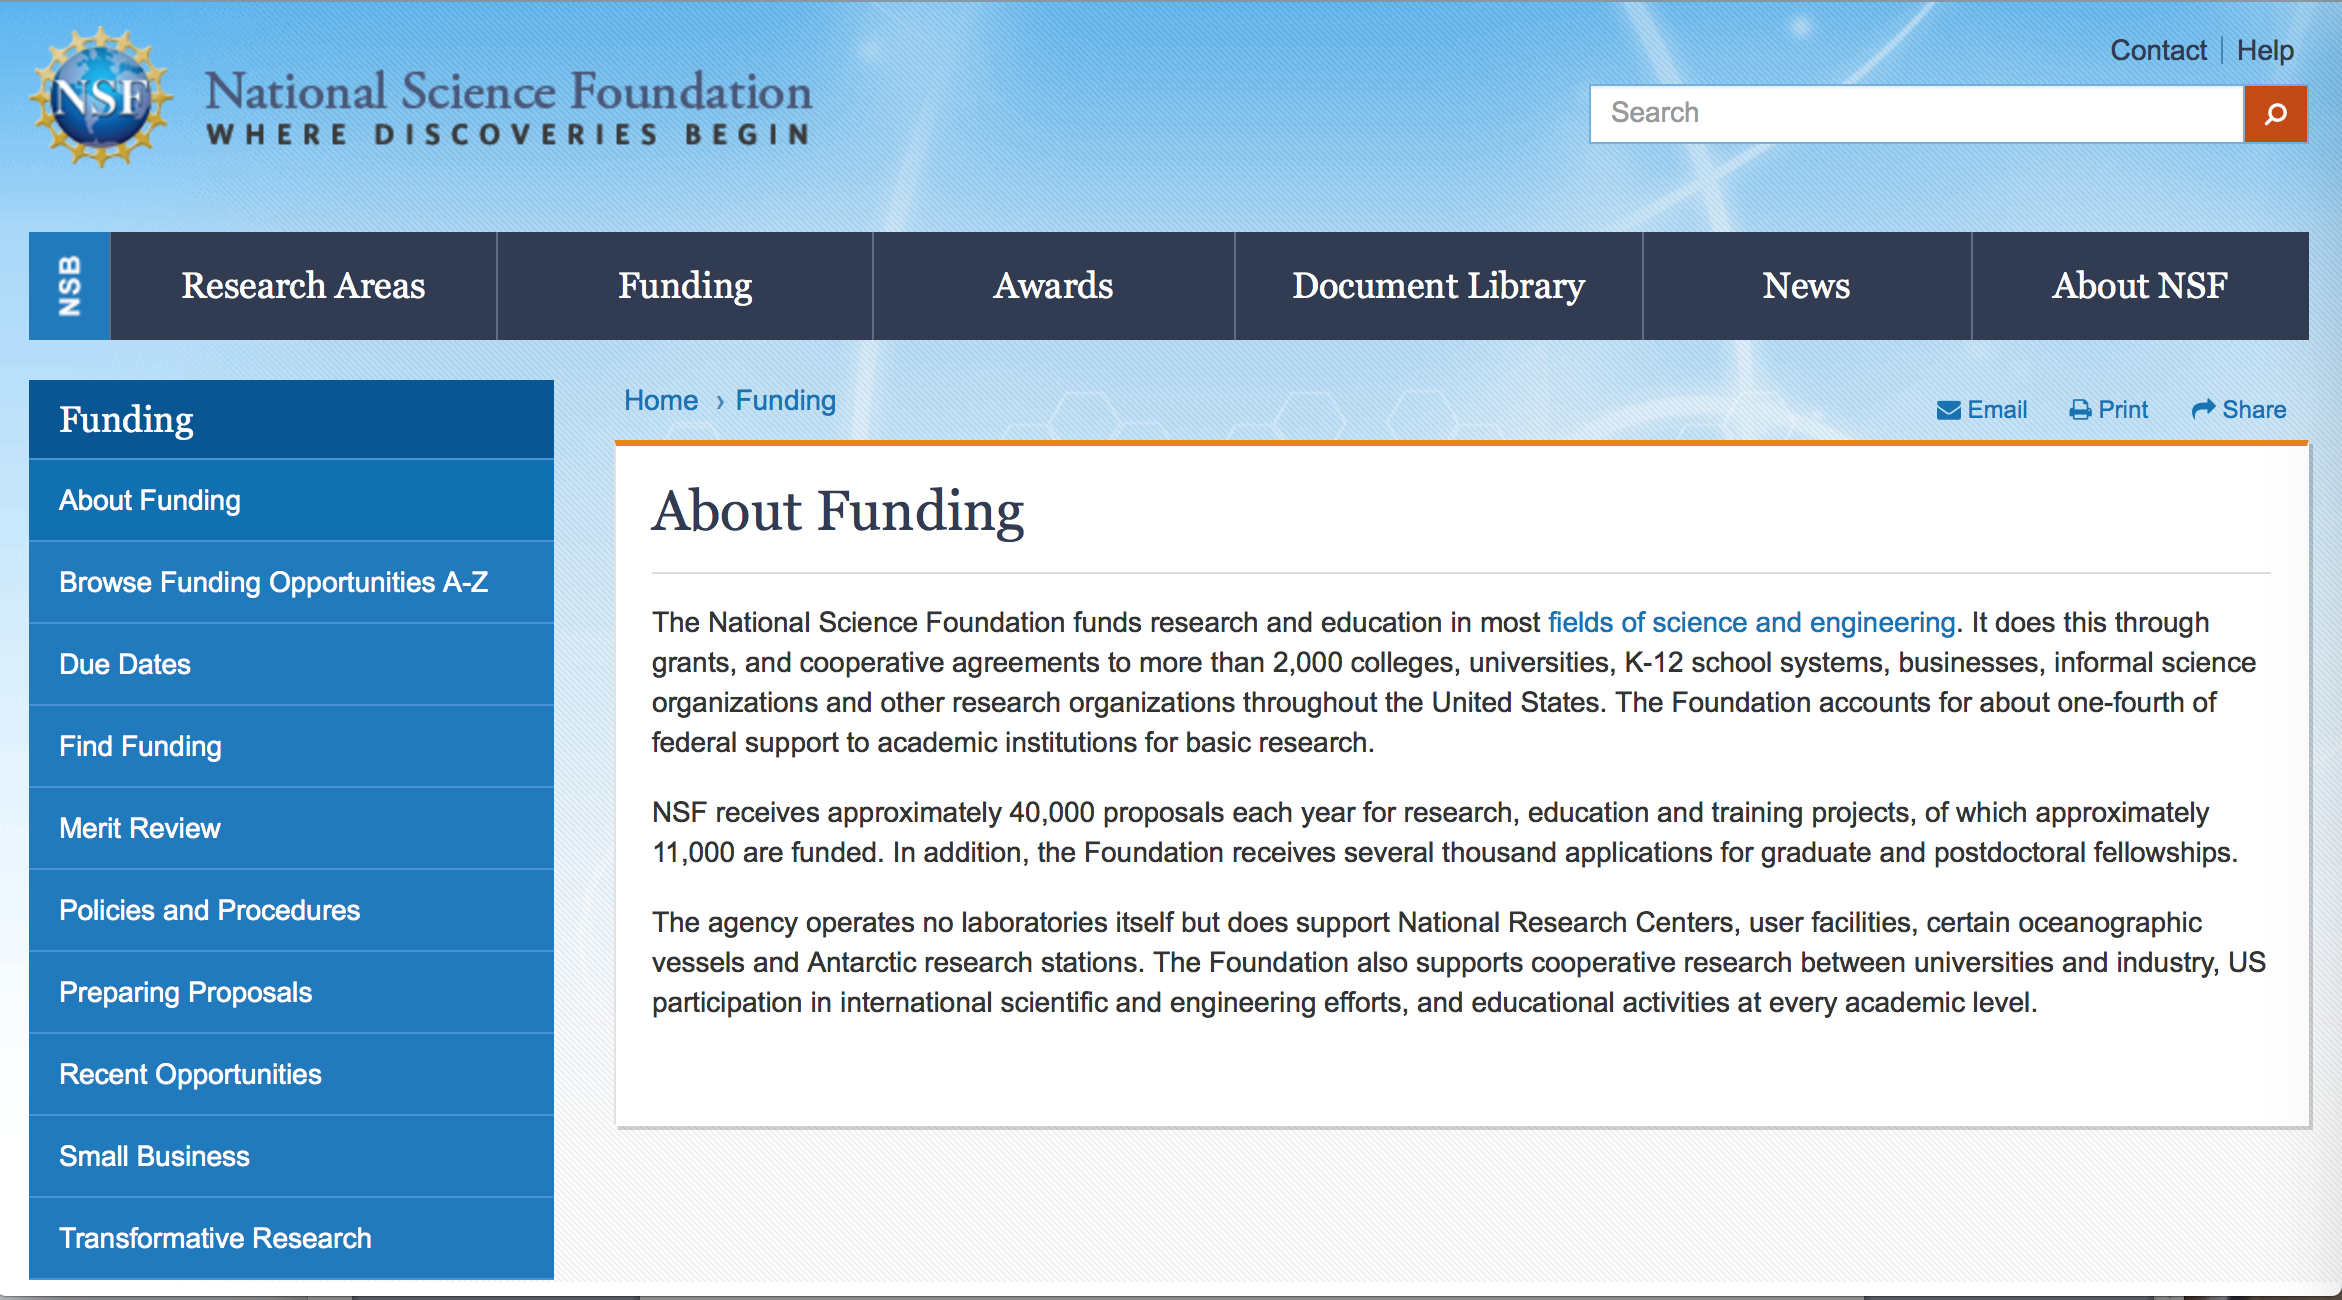 NSF
National Science Foundation
WHERE DISCOVERIES BEGIN
Contact
Help
Search
NSB
Research Areas
Funding
Awards
Document Library
News
About NSF
Funding
About Funding
Browse Funding Opportunities A-Z
Due Dates
Find Funding
Merit Review
Policies and Procedures
Preparing Proposals
Recent Opportunities
Small Business
Transformative Research
Home › Funding
Email
Print
Share
About Funding
The National Science Foundation funds research and education in most fields of science and engineering. It does this through
grants, and cooperative agreements to more than 2,000 colleges, universities, K-12 school systems, businesses, informal science
organizations and other research organizations throughout the United States. The Foundation accounts for about one-fourth of
federal support to academic institutions for basic research.
NSF receives approximately 40,000 proposals each year for research, education and training projects, of which approximately
11,000 are funded. In addition, the Foundation receives several thousand applications for graduate and postdoctoral fellowships.
The agency operates no laboratories itself but does support National Research Centers, user facilities, certain oceanographic
vessels and Antarctic research stations. The Foundation also supports cooperative research between universities and industry, US
participation in international scientific and engineering efforts, and educational activities at every academic level.